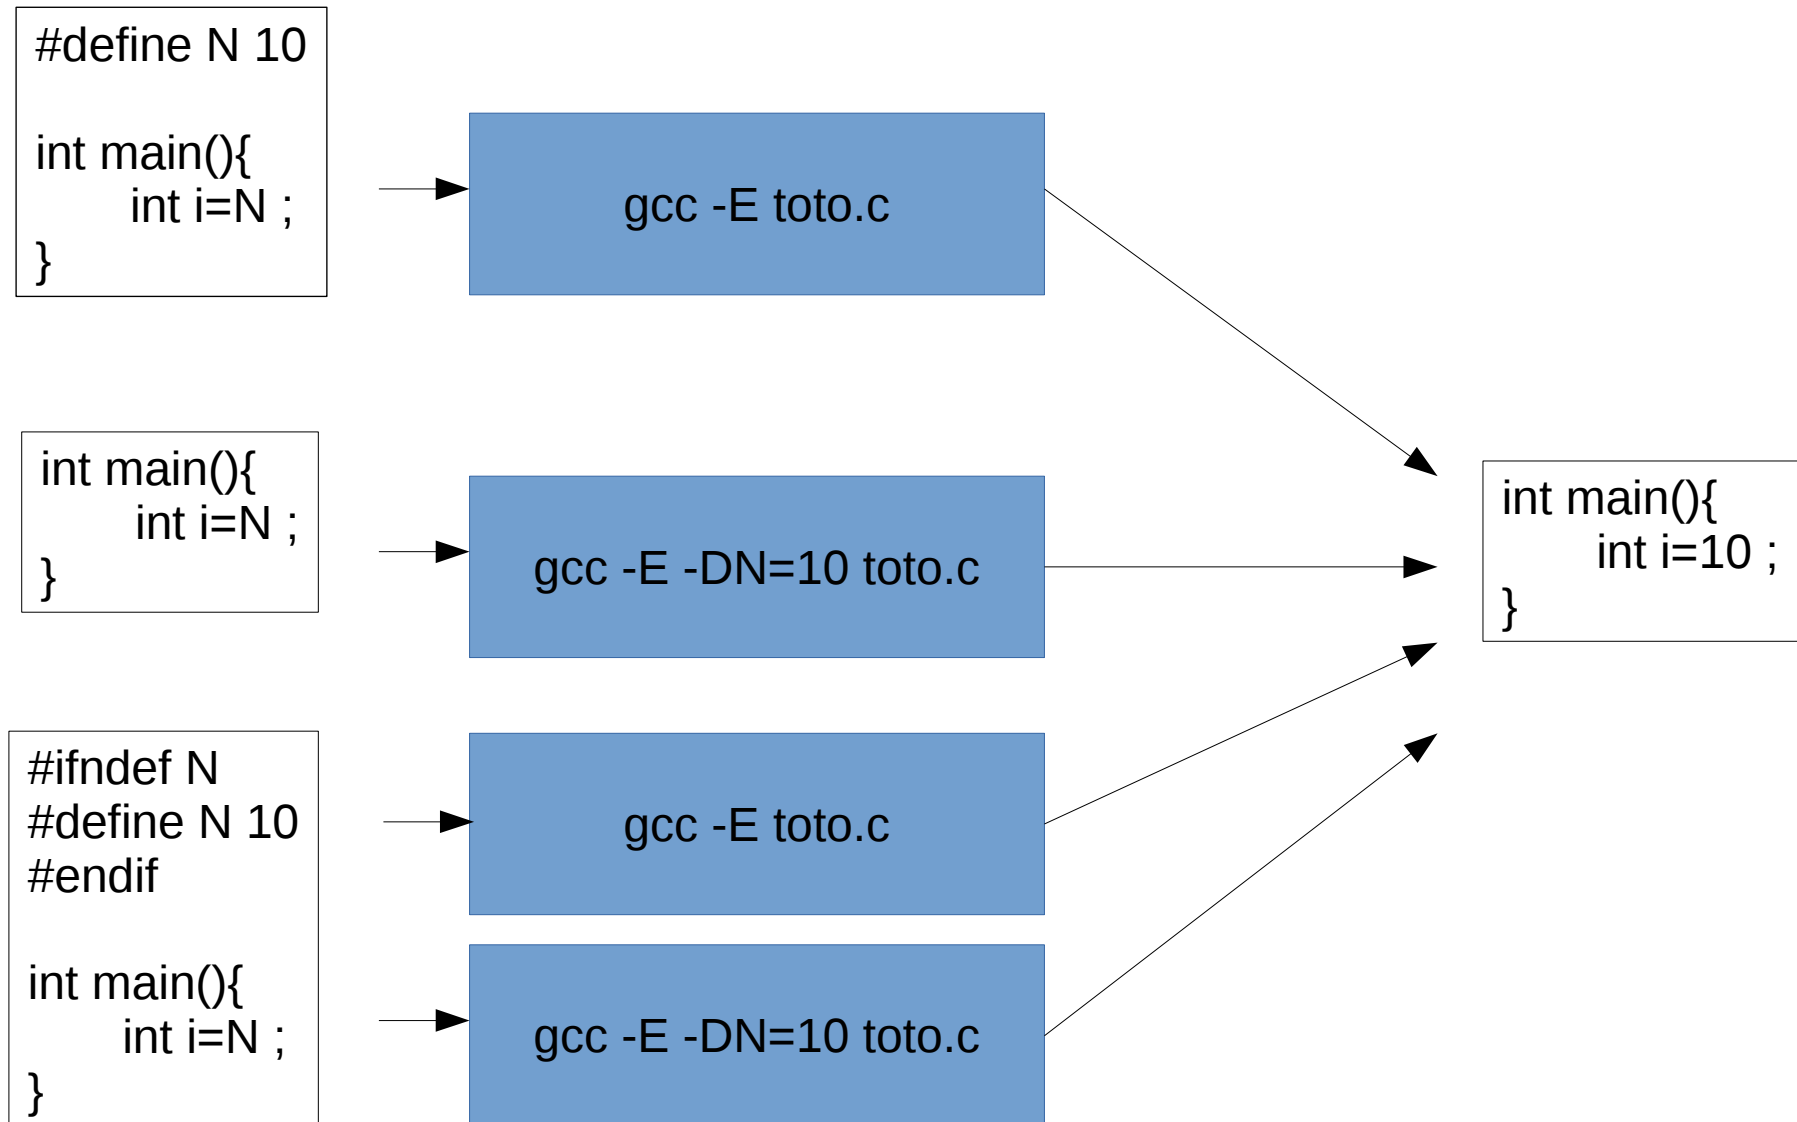 #define N 10
int main(){
int i=N ;
}
gcc -E toto.c
int main(){
int i=N ;
}
gcc -E -DN=10 toto.c
int main(){
int i=10 ;
}
#ifndef N
#define N 10
#endif
int main(){
int i=N ;
}
gcc -E toto.c
gcc -E -DN=10 toto.c